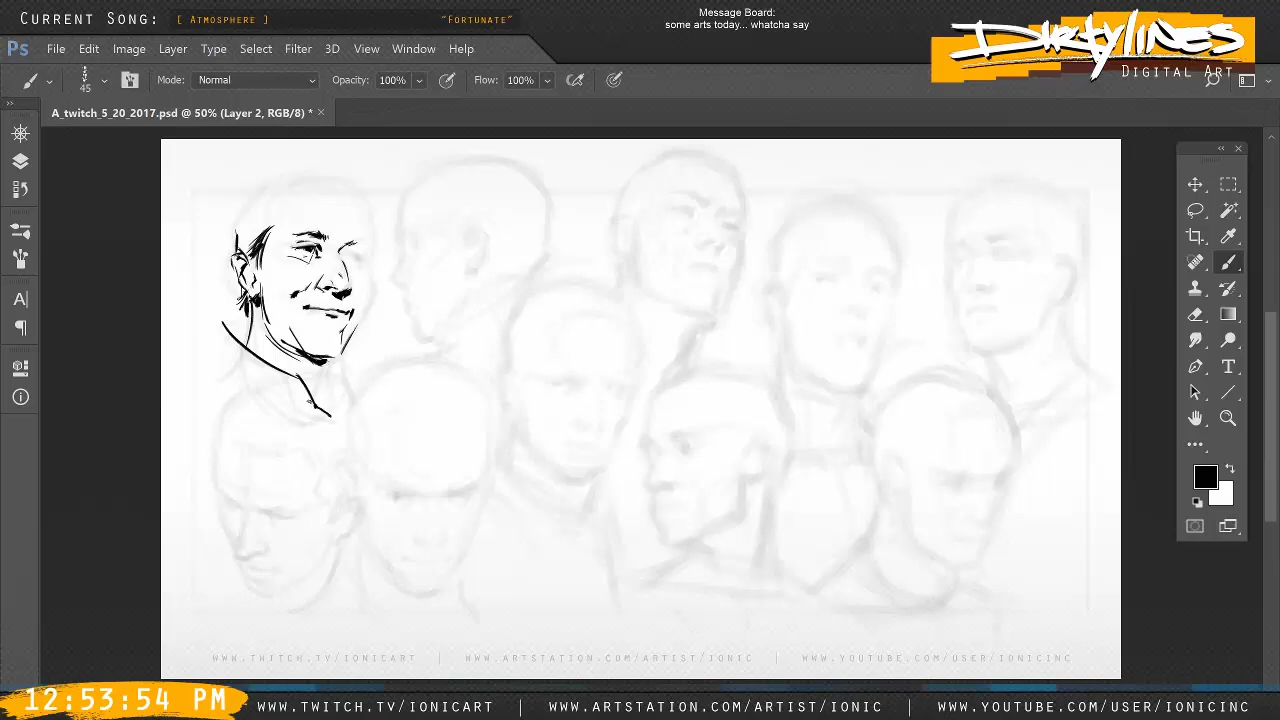 Current Song: [ Atmosphere ] "Fortunate"
Message Board:
some arts today... whatcha say
DirtyLines
Digital Art
Ps File Edit Image Layer Type Select Filter 3D View Window Help
45 Mode: Normal Opacity: 100% Flow: 100%
A_twitch_5_20_2017.psd @ 50% (Layer 2, RGB/8) *
www.twitch.tv/ionicart | www.artstation.com/artist/ionic | www.youtube.com/user/ionicinc
12:53:54 PM
www.twitch.tv/ionicart | www.artstation.com/artist/ionic | www.youtube.com/user/ionicinc